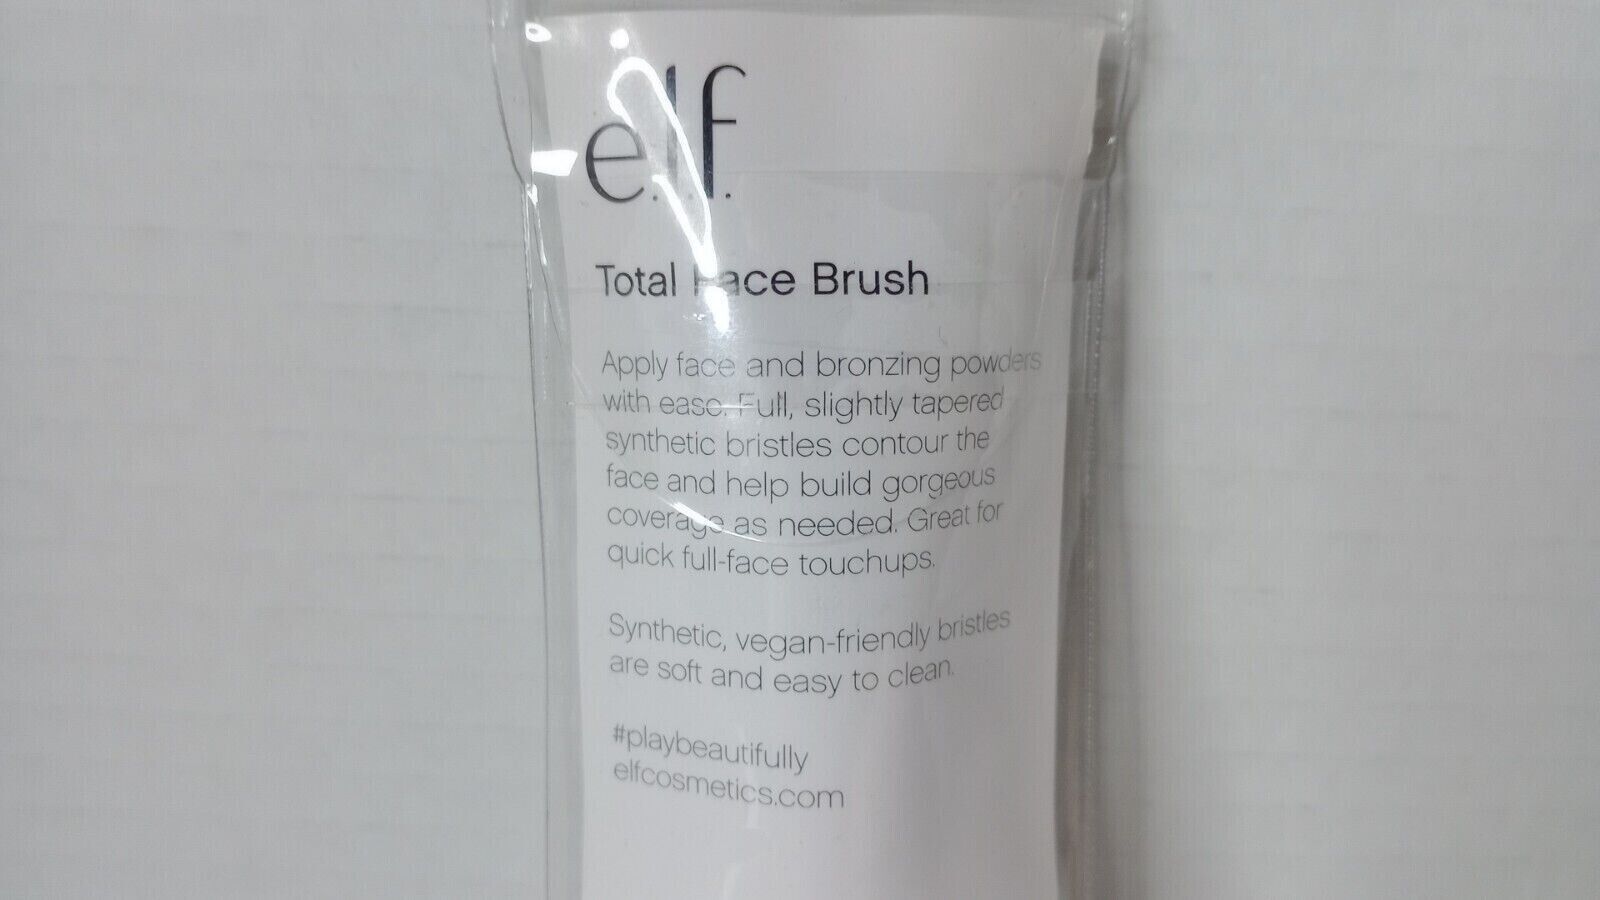 e.l.f.
Total Face Brush
Apply face and bronzing powders
with ease. Full, slightly tapered
synthetic bristles contour the
face and help build gorgeous
coverage as needed. Great for
quick full-face touchups.
Synthetic, vegan-friendly bristles
are soft and easy to clean.
#playbeautifully
elfcosmetics.com